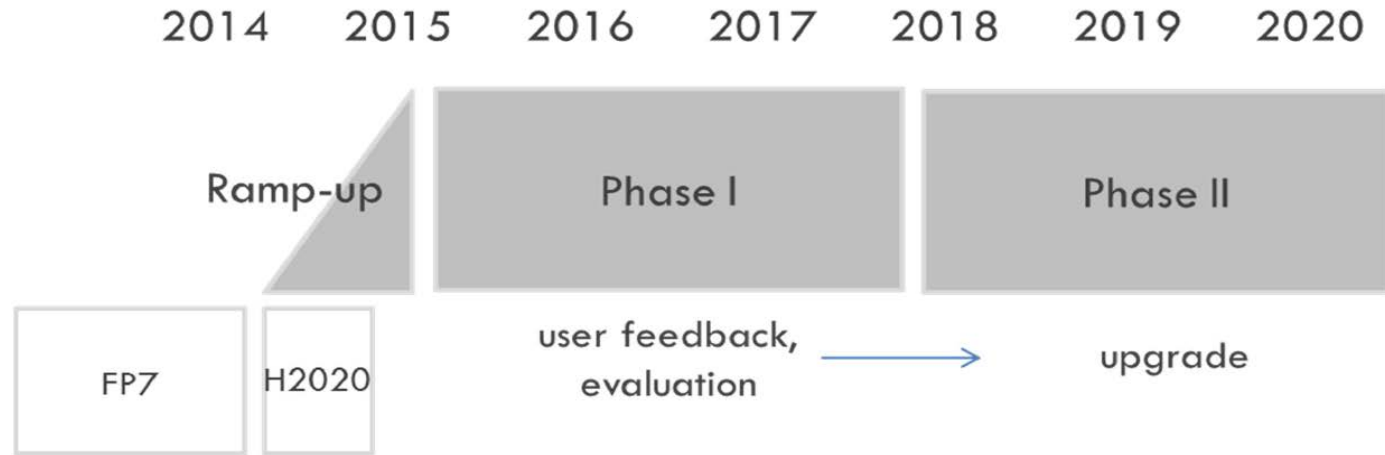 2014 2015 2016 2017 2018 2019 2020
Ramp-up
Phase I
Phase II
FP7
H2020
user feedback,
evaluation
upgrade